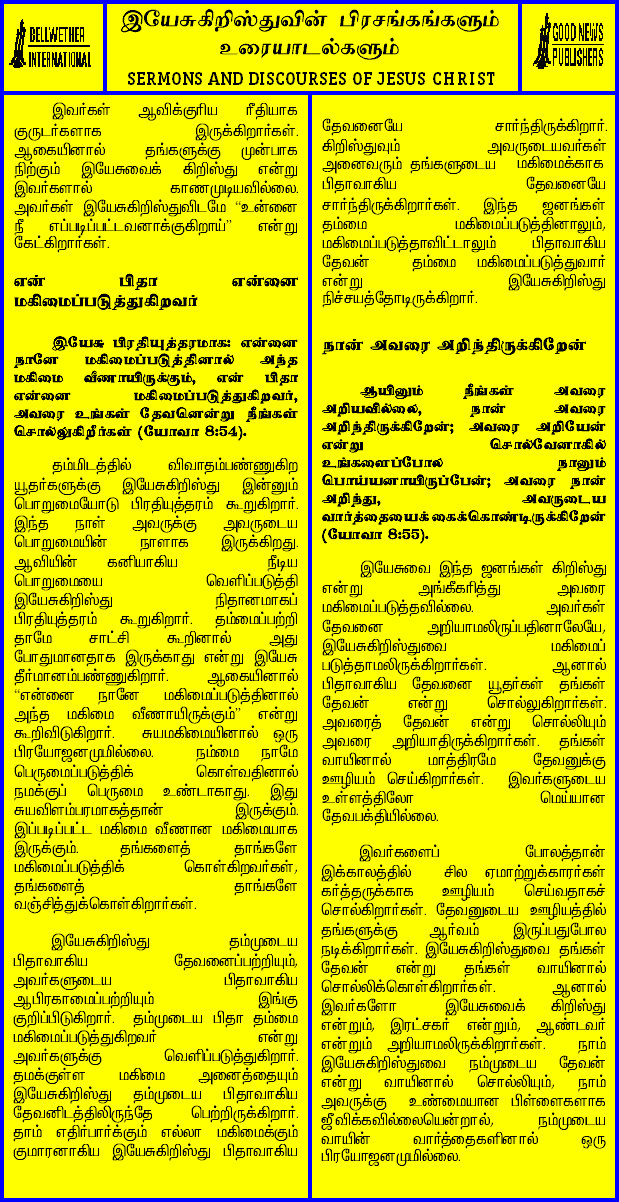 BELLWETHER
INTERNATIONAL
இயேசுகிறிஸ்துவின் பிரசங்கங்களும்
உரையாடல்களும்
SERMONS AND DISCOURSES OF JESUS CHRIST
GOOD NEWS
PUBLISHERS
இவர்கள் ஆவிக்குரிய ரீதியாக
குருடர்களாக இருக்கிறார்கள்.
ஆகையினால் தங்களுக்கு முன்பாக
நிற்கும் இயேசுவைக் கிறிஸ்து என்று
இவர்களால் காணமுடியவில்லை.
அவர்கள் இயேசுகிறிஸ்துவிடமே “உன்னை
நீ எப்படிப்பட்டவனாக்குகிறாய்” என்று
கேட்கிறார்கள்.
என் பிதா என்னை
மகிமைப்படுத்துகிறவர்
இயேசு பிரதியுத்தரமாக: என்னை
நானே மகிமைப்படுத்தினால் அந்த
மகிமை வீணாயிருக்கும், என் பிதா
என்னை மகிமைப்படுத்துகிறவர்,
அவரை உங்கள் தேவனென்று நீங்கள்
சொல்லுகிறீர்கள் (யோவா 8:54).
தம்மிடத்தில் விவாதம்பண்ணுகிற
யூதர்களுக்கு இயேசுகிறிஸ்து இன்னும்
பொறுமையோடு பிரதியுத்தரம் கூறுகிறார்.
இந்த நாள் அவருக்கு அவருடைய
பொறுமையின் நாளாக இருக்கிறது.
ஆவியின் கனியாகிய நீடிய
பொறுமையை வெளிப்படுத்தி
இயேசுகிறிஸ்து நிதானமாகப்
பிரதியுத்தரம் கூறுகிறார். தம்மைப்பற்றி
தாமே சாட்சி கூறினால் அது
போதுமானதாக இருக்காது என்று இயேசு
தீர்மானம்பண்ணுகிறார். ஆகையினால்
“என்னை நானே மகிமைப்படுத்தினால்
அந்த மகிமை வீணாயிருக்கும்” என்று
கூறிவிடுகிறார். சுயமகிமையினால் ஒரு
பிரயோஜனமுமில்லை. நம்மை நாமே
பெருமைப்படுத்திக் கொள்வதினால்
நமக்குப் பெருமை உண்டாகாது. இது
சுயவிளம்பரமாகத்தான் இருக்கும்.
இப்படிப்பட்ட மகிமை வீணான மகிமையாக
இருக்கும். தங்களைத் தாங்களே
மகிமைப்படுத்திக் கொள்கிறவர்கள்,
தங்களைத் தாங்களே
வஞ்சித்துக்கொள்கிறார்கள்.
இயேசுகிறிஸ்து தம்முடைய
பிதாவாகிய தேவனைப்பற்றியும்,
அவர்களுடைய பிதாவாகிய
ஆபிரகாமைப்பற்றியும் இங்கு
குறிப்பிடுகிறார். தம்முடைய பிதா தம்மை
மகிமைப்படுத்துகிறவர் என்று
அவர்களுக்கு வெளிப்படுத்துகிறார்.
தமக்குள்ள மகிமை அனைத்தையும்
இயேசுகிறிஸ்து தம்முடைய பிதாவாகிய
தேவனிடத்திலிருந்தே பெற்றிருக்கிறார்.
தாம் எதிர்பார்க்கும் எல்லா மகிமைக்கும்
குமாரனாகிய இயேசுகிறிஸ்து பிதாவாகிய
தேவனையே சார்ந்திருக்கிறார்.
கிறிஸ்துவும் அவருடையவர்கள்
அனைவரும் தங்களுடைய மகிமைக்காக
பிதாவாகிய தேவனையே
சார்ந்திருக்கிறார்கள். இந்த ஜனங்கள்
தம்மை மகிமைப்படுத்தினாலும்,
மகிமைப்படுத்தாவிட்டாலும் பிதாவாகிய
தேவன் தம்மை மகிமைப்படுத்துவார்
என்று இயேசுகிறிஸ்து
நிச்சயத்தோடிருக்கிறார்.
நான் அவரை அறிந்திருக்கிறேன்
ஆயினும் நீங்கள் அவரை
அறியவில்லை, நான் அவரை
அறிந்திருக்கிறேன்; அவரை அறியேன்
என்று சொல்வேனாகில்
உங்களைப்போல நானும்
பொய்யனாயிருப்பேன்; அவரை நான்
அறிந்து, அவருடைய
வார்த்தையைக் கைக்கொண்டிருக்கிறேன்
(யோவா 8:55).
இயேசுவை இந்த ஜனங்கள் கிறிஸ்து
என்று அங்கீகரித்து அவரை
மகிமைப்படுத்தவில்லை. அவர்கள்
தேவனை அறியாமலிருப்பதினாலேயே,
இயேசுகிறிஸ்துவை மகிமைப்
படுத்தாமலிருக்கிறார்கள். ஆனால்
பிதாவாகிய தேவனை யூதர்கள் தங்கள்
தேவன் என்று சொல்லுகிறார்கள்.
அவரைத் தேவன் என்று சொல்லியும்
அவரை அறியாதிருக்கிறார்கள். தங்கள்
வாயினால் மாத்திரமே தேவனுக்கு
ஊழியம் செய்கிறார்கள். இவர்களுடைய
உள்ளத்திலோ மெய்யான
தேவபக்தியில்லை.
இவர்களைப் போலத்தான்
இக்காலத்தில் சில ஏமாற்றுக்காரர்கள்
கர்த்தருக்காக ஊழியம் செய்வதாகச்
சொல்கிறார்கள். தேவனுடைய ஊழியத்தில்
தங்களுக்கு ஆர்வம் இருப்பதுபோல
நடிக்கிறார்கள். இயேசுகிறிஸ்துவை தங்கள்
தேவன் என்று தங்கள் வாயினால்
சொல்லிக்கொள்கிறார்கள். ஆனால்
இவர்களோ இயேசுவைக் கிறிஸ்து
என்றும், இரட்சகர் என்றும், ஆண்டவர்
என்றும் அறியாமலிருக்கிறார்கள். நாம்
இயேசுகிறிஸ்துவை நம்முடைய தேவன்
என்று வாயினால் சொல்லியும், நாம்
அவருக்கு உண்மையான பிள்ளைகளாக
ஜீவிக்கவில்லையென்றால், நம்முடைய
வாயின் வார்த்தைகளினால் ஒரு
பிரயோஜனமுமில்லை.